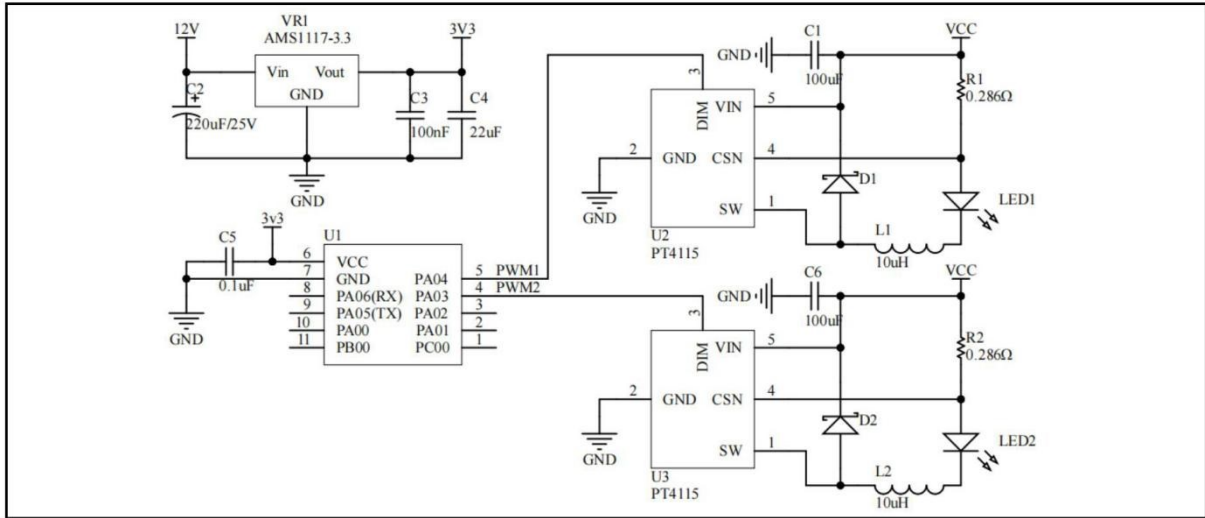 12V
VR1
AMS1117-3.3
3V3
Vin
Vout
GND
C2
+
220uF/25V
C3
100nF
C4
22uF
GND
3v3
C5
0.1uF
GND
U1
6
VCC
7
GND
8
PA06(RX)
9
PA05(TX)
10
PA00
11
PB00
PA04
5
PWM1
PA03
4
PWM2
PA02
3
PA01
2
PC00
1
GND
C1
100uF
VCC
R1
0.286Ω
3
DIM
VIN
5
2
GND
CSN
4
SW
1
GND
U2
PT4115
D1
LED1
L1
10uH
GND
C6
100uF
VCC
R2
0.286Ω
3
DIM
VIN
5
2
GND
CSN
4
SW
1
GND
U3
PT4115
D2
LED2
L2
10uH